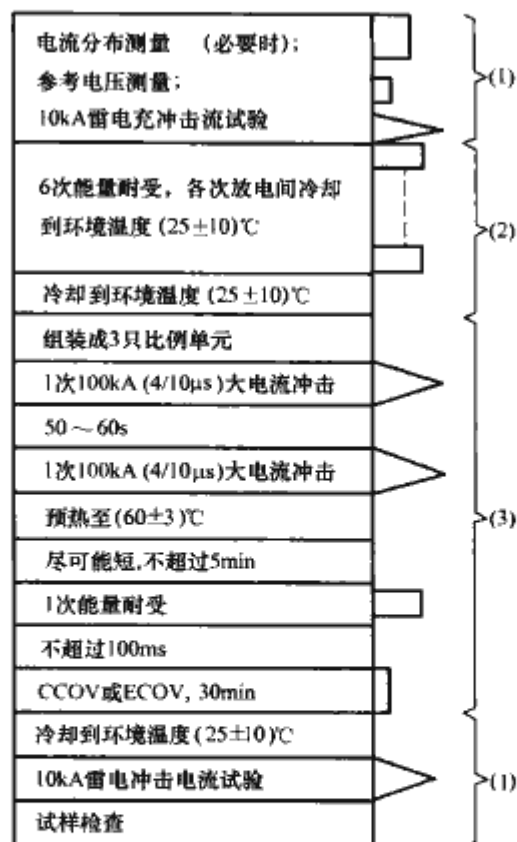 电流分布测量 （必要时）；
参考电压测量；
10kA雷电充冲击流试验
(1)
6次能量耐受，各次放电间冷却
到环境温度 (25±10)℃
(2)
冷却到环境温度 (25±10)℃
组装成3只比例单元
1次100kA (4/10μs)大电流冲击
50～60s
1次100kA (4/10μs)大电流冲击
预热至(60±3)℃
(3)
尽可能短，不超过5min
1次能量耐受
不超过100ms
CCOV或ECOV, 30min
冷却到环境温度(25±10)℃
10kA雷电冲击电流试验
(1)
试样检查